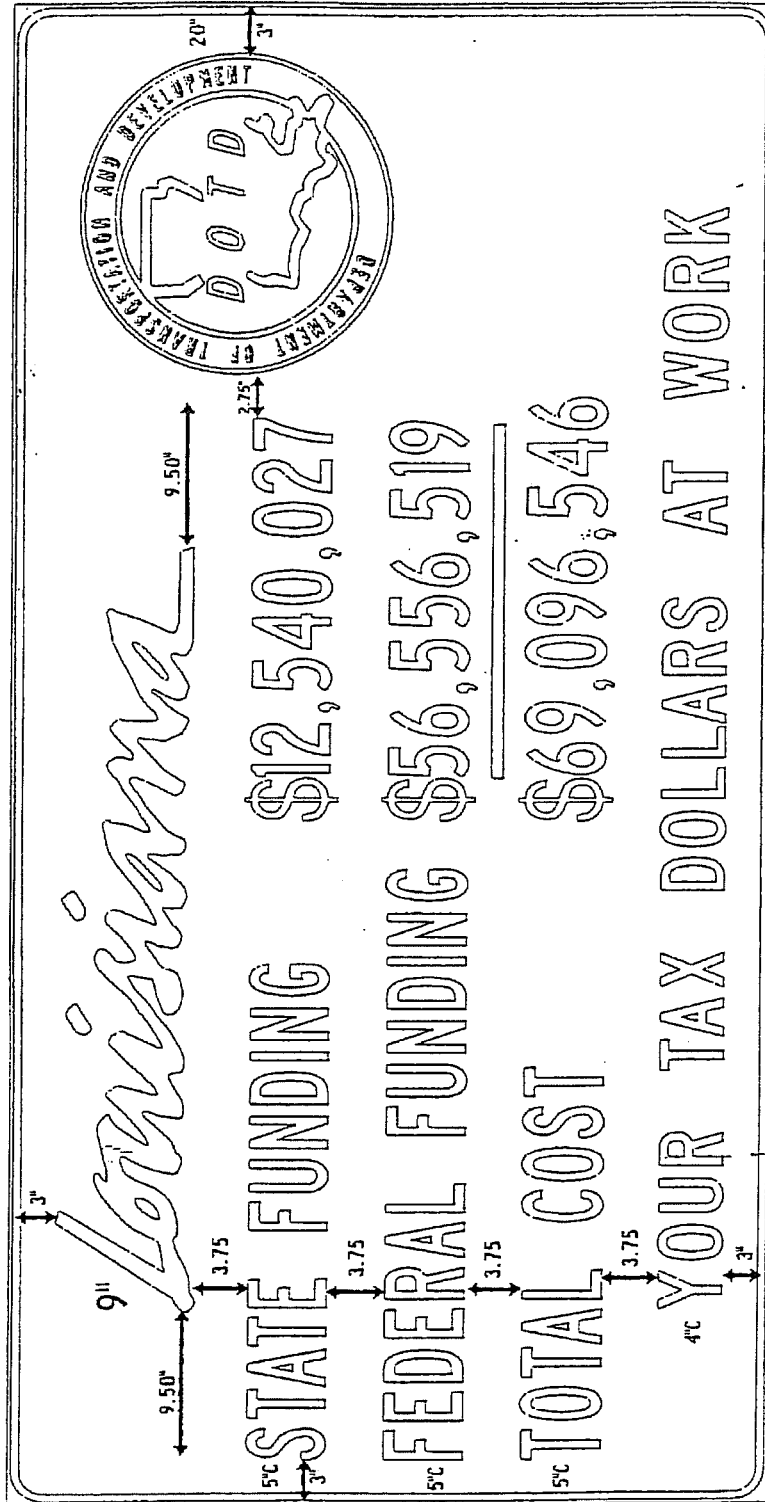 3"
9"
Louisiana
9.50"
9.50"
20"
3"
DEPARTMENT OF TRANSPORTATION AND DEVELOPMENT
D O T D
3.75
2.75"
5"C
3"
STATE FUNDING $12,540,027
3.75
5"C
FEDERAL FUNDING $56,556,519
3.75
5"C
TOTAL COST $69,096,546
3.75
4"C
YOUR TAX DOLLARS AT WORK
3"